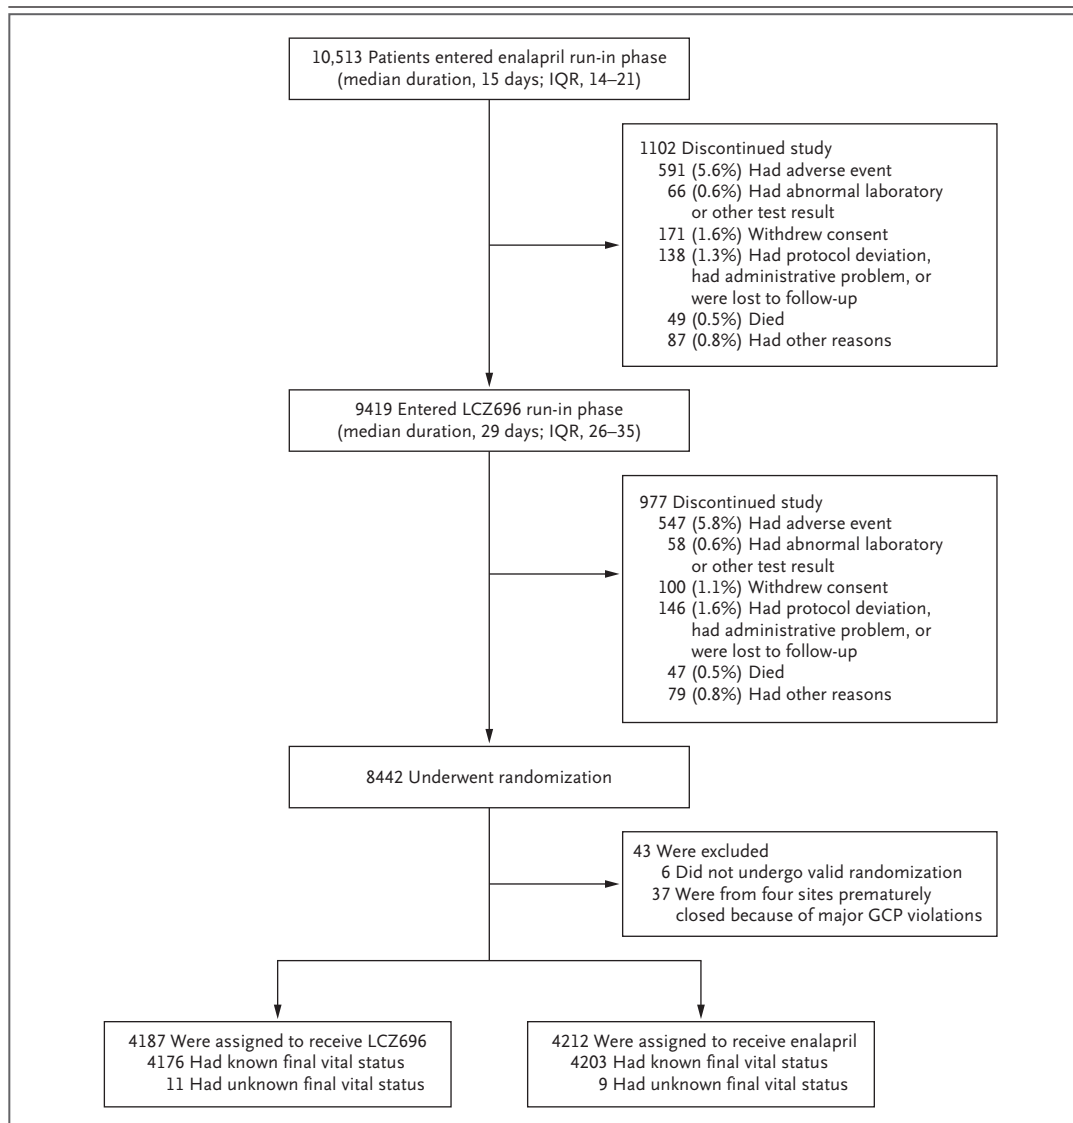 10,513 Patients entered enalapril run-in phase
(median duration, 15 days; IQR, 14–21)
1102 Discontinued study
591 (5.6%) Had adverse event
66 (0.6%) Had abnormal laboratory
or other test result
171 (1.6%) Withdrew consent
138 (1.3%) Had protocol deviation,
had administrative problem, or
were lost to follow-up
49 (0.5%) Died
87 (0.8%) Had other reasons
9419 Entered LCZ696 run-in phase
(median duration, 29 days; IQR, 26–35)
977 Discontinued study
547 (5.8%) Had adverse event
58 (0.6%) Had abnormal laboratory
or other test result
100 (1.1%) Withdrew consent
146 (1.6%) Had protocol deviation,
had administrative problem, or
were lost to follow-up
47 (0.5%) Died
79 (0.8%) Had other reasons
8442 Underwent randomization
43 Were excluded
6 Did not undergo valid randomization
37 Were from four sites prematurely
closed because of major GCP violations
4187 Were assigned to receive LCZ696
4176 Had known final vital status
11 Had unknown final vital status
4212 Were assigned to receive enalapril
4203 Had known final vital status
9 Had unknown final vital status